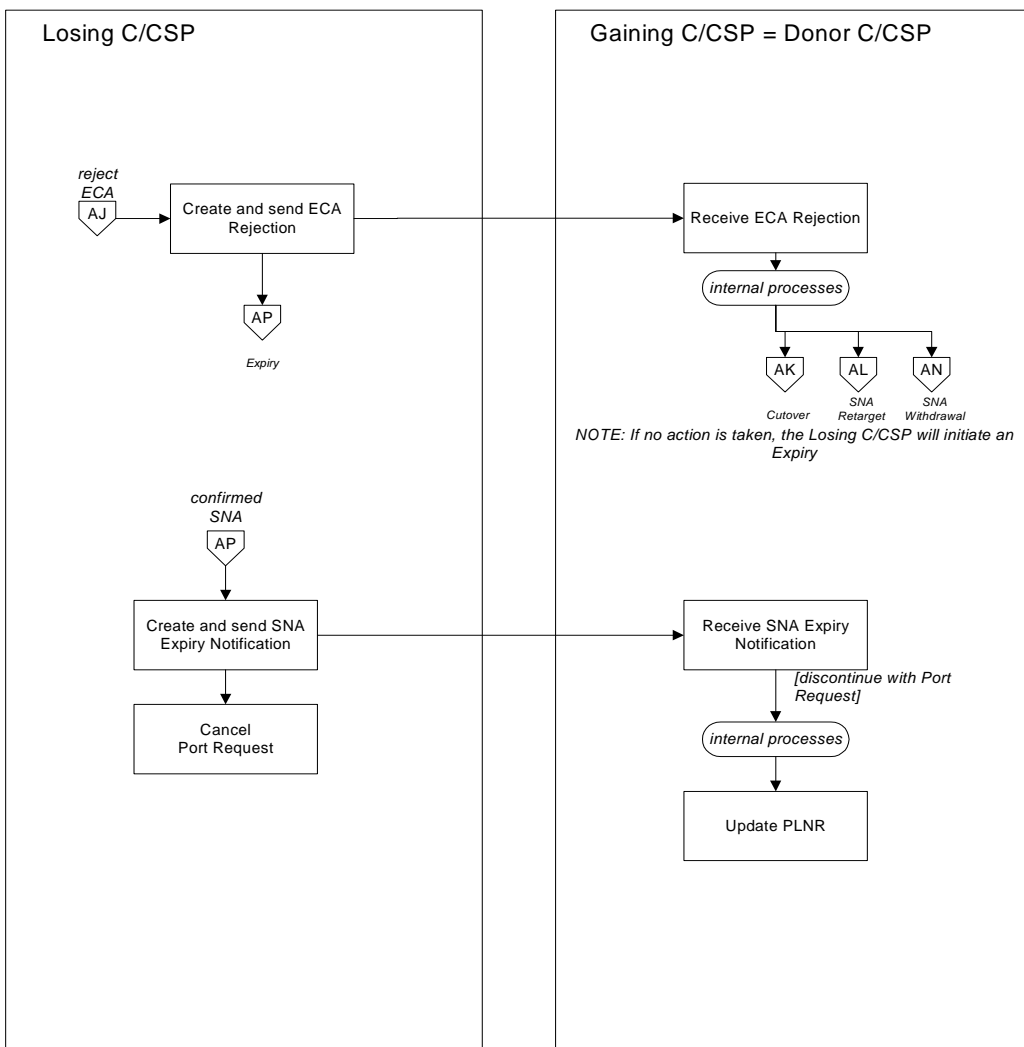 Losing C/CSP
Gaining C/CSP = Donor C/CSP
reject
ECA
AJ
Create and send ECA
Rejection
Receive ECA Rejection
internal processes
AP
Expiry
AK
AL
AN
Cutover
SNA
Retarget
SNA
Withdrawal
NOTE: If no action is taken, the Losing C/CSP will initiate an
Expiry
confirmed
SNA
AP
Create and send SNA
Expiry Notification
Receive SNA Expiry
Notification
[discontinue with Port
Request]
Cancel
Port Request
internal processes
Update PLNR